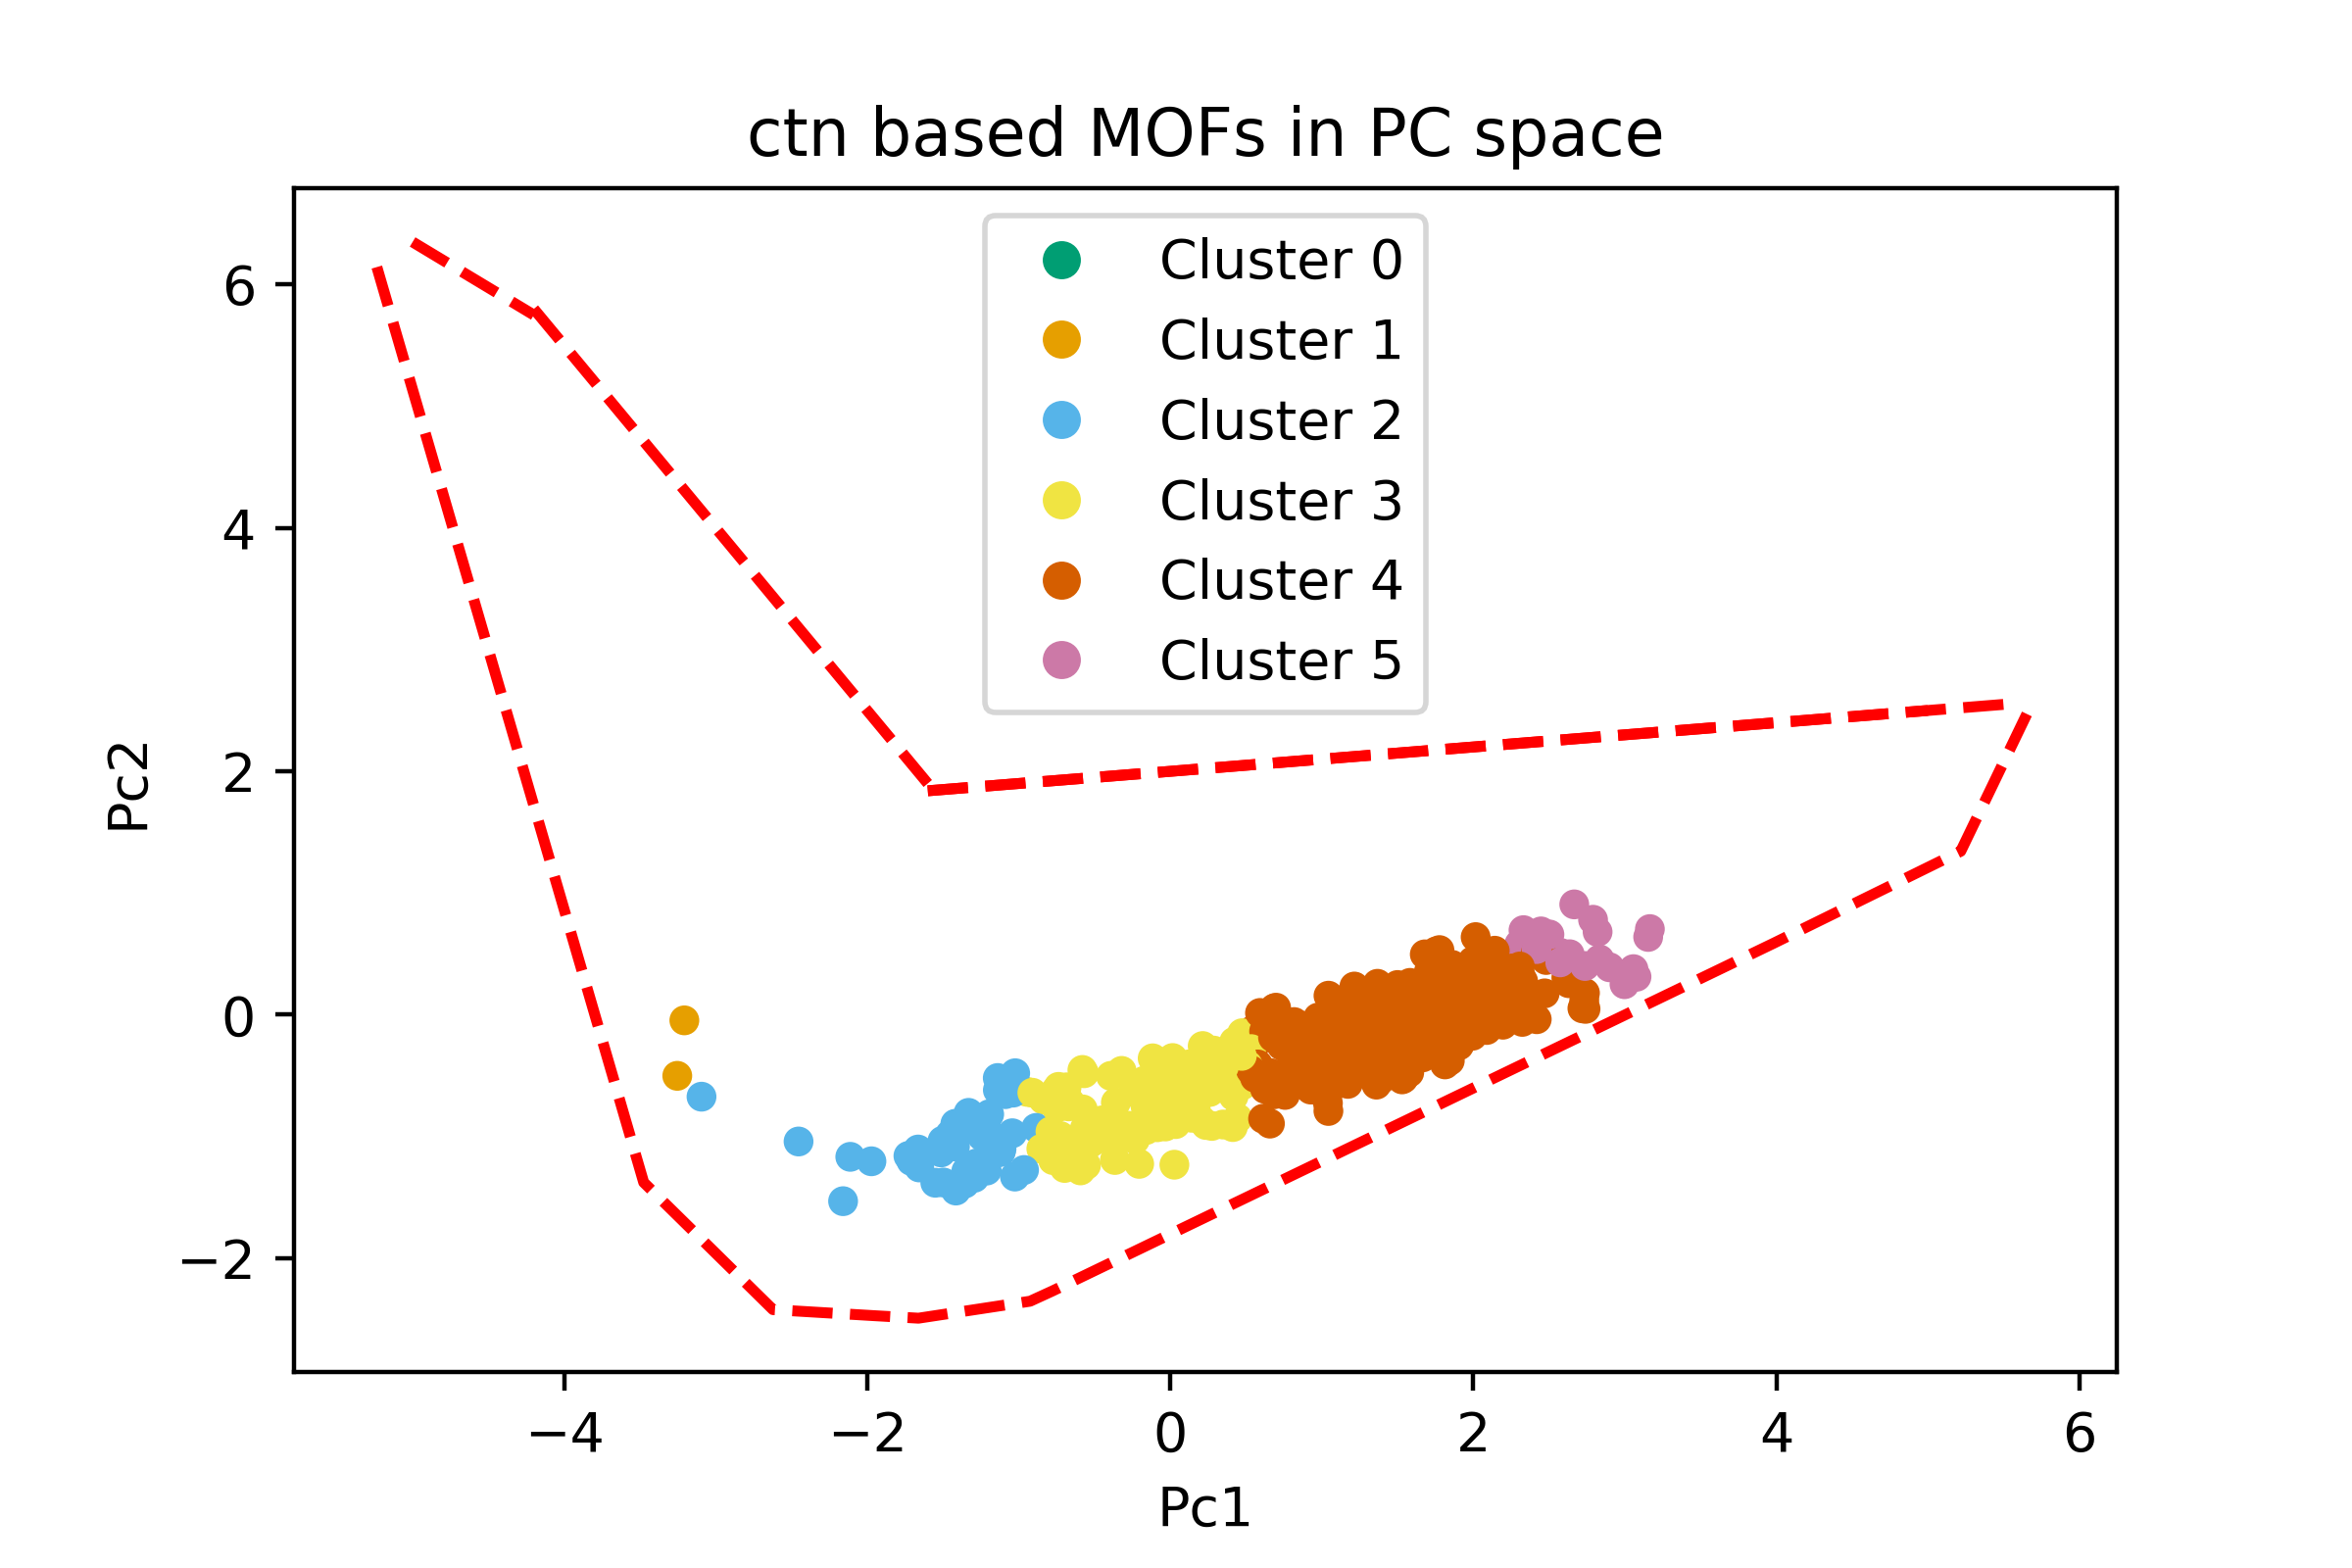 ctn based MOFs in PC space
Cluster 0
Cluster 1
Cluster 2
Cluster 3
Cluster 4
Cluster 5
6
4
2
0
−2
Pc2
−4
−2
0
2
4
6
Pc1